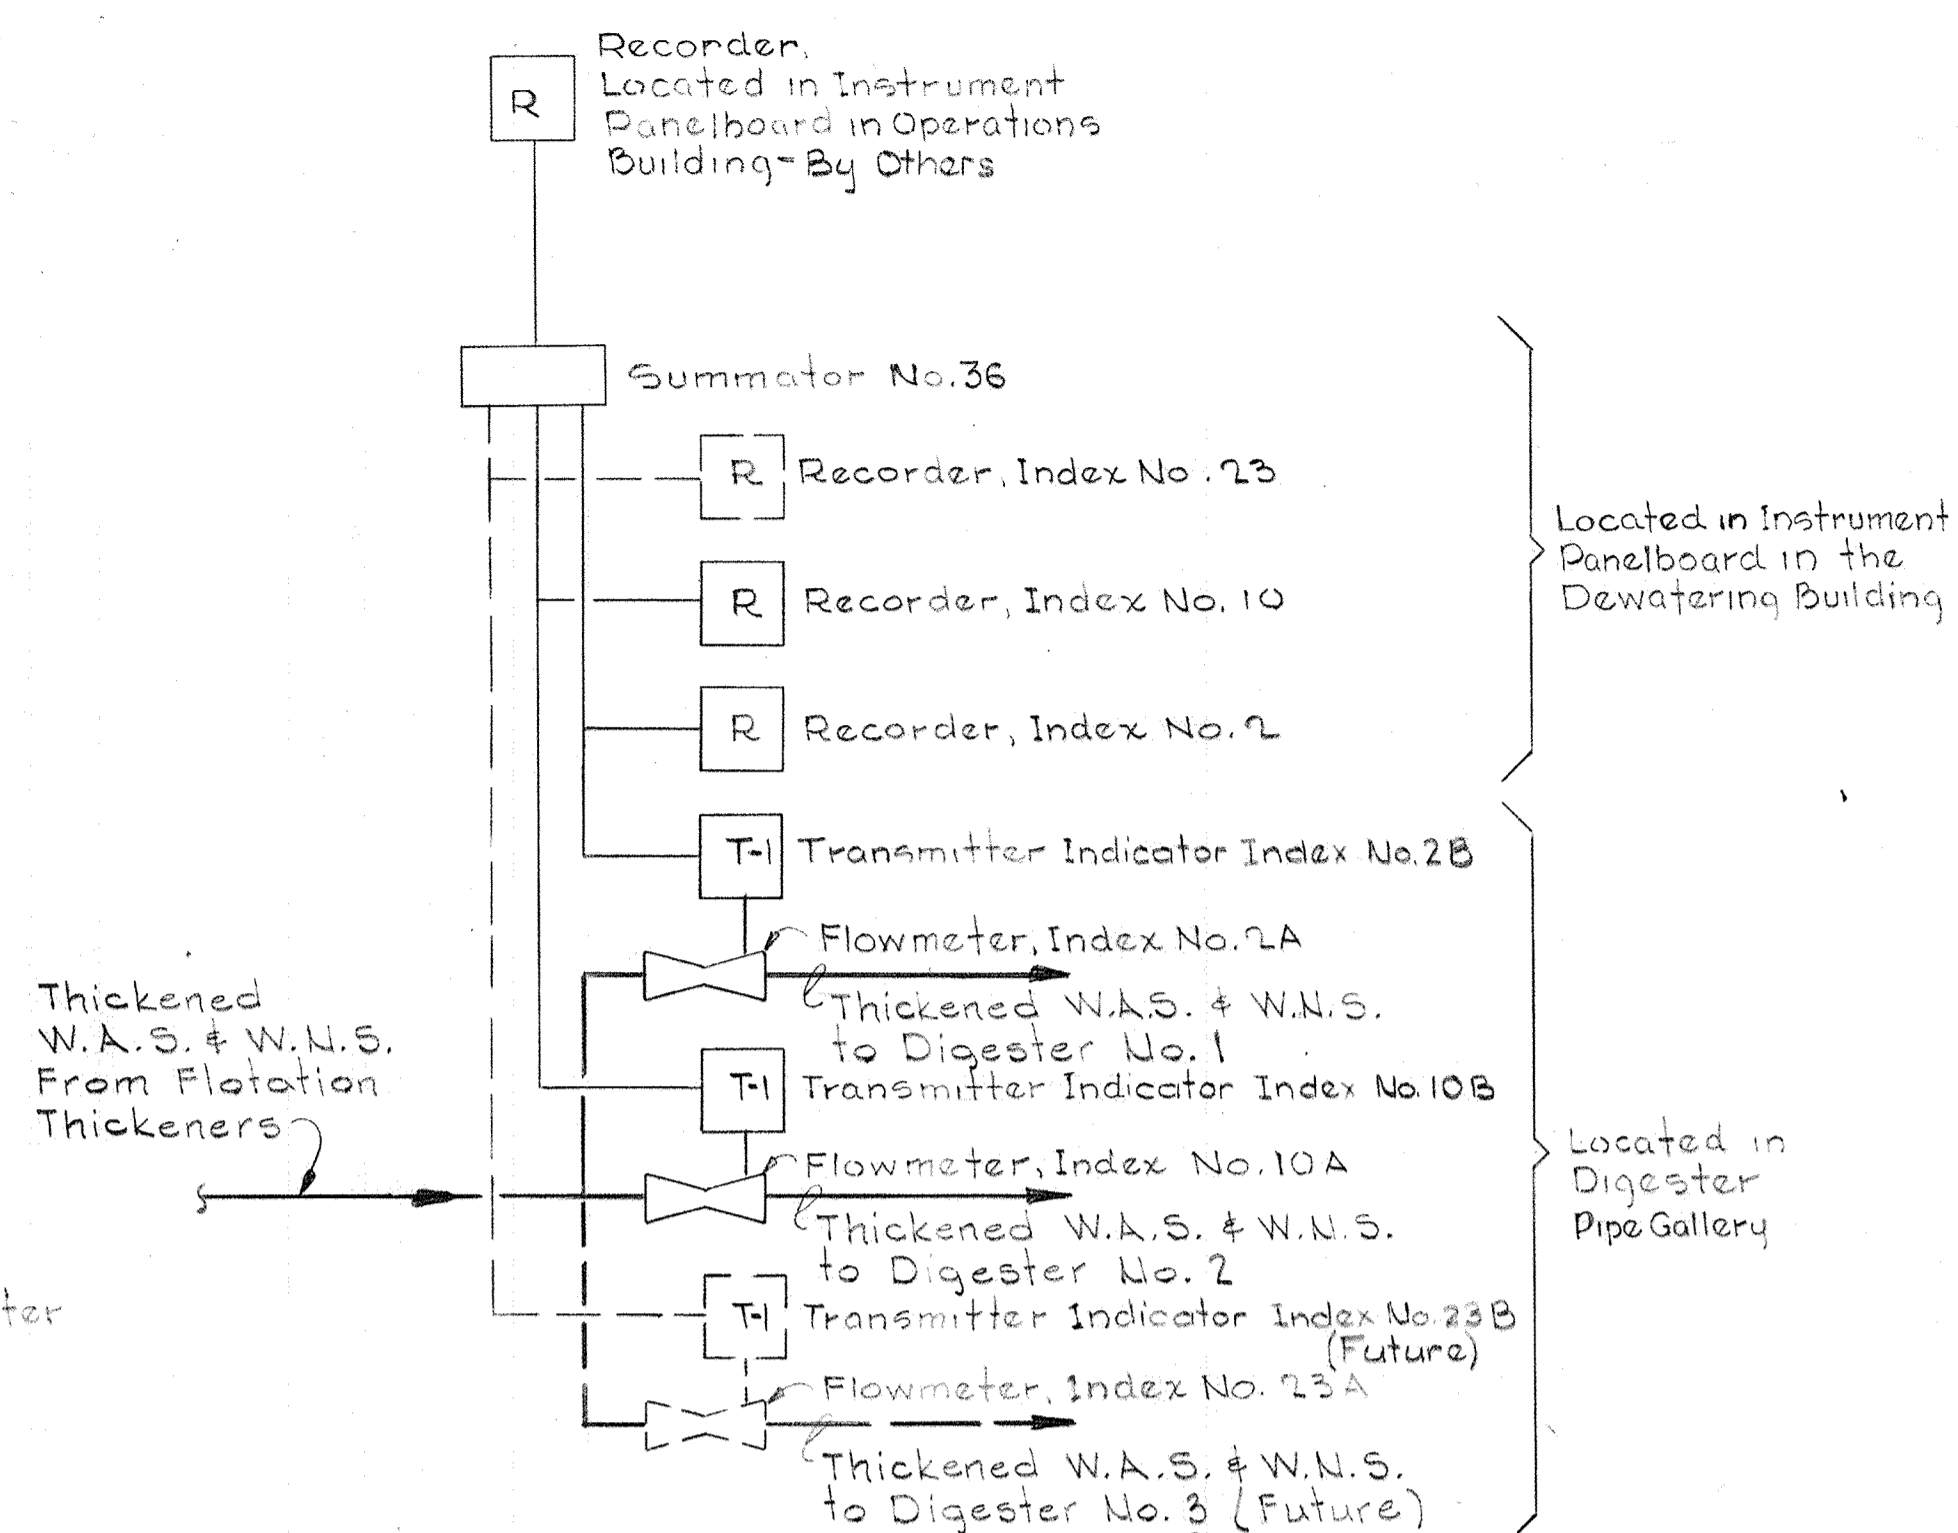 Recorder,
Located in Instrument
Panelboard in Operations
Building-By Others
R
Summator No.36
R Recorder, Index No.23
R Recorder, Index No.10
R Recorder, Index No.2
Located in Instrument
Panelboard in the
Dewatering Building
T-1 Transmitter Indicator Index No.2B
Flowmeter, Index No.2A
Thickened W.A.S. & W.N.S.
to Digester No.1
Thickened
W.A.S. & W.N.S.
From Flotation
Thickeners
T-1 Transmitter Indicator Index No.10B
Flowmeter, Index No.10A
Thickened W.A.S. & W.N.S.
to Digester No.2
Located in
Digester
Pipe Gallery
ter
T-1 Transmitter Indicator Index No.23B
(Future)
Flowmeter, Index No.23A
Thickened W.A.S. & W.N.S.
to Digester No.3 (Future)